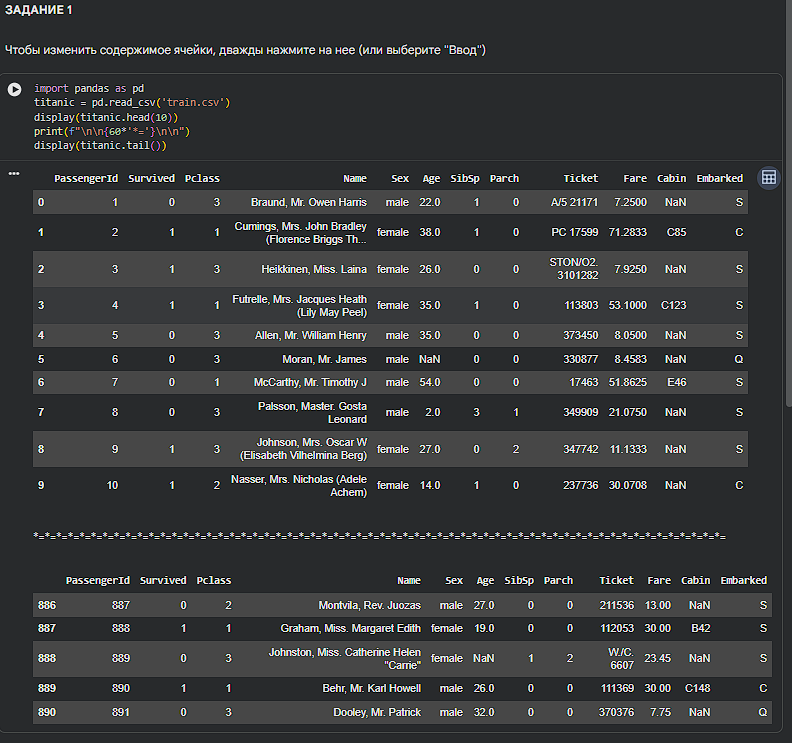 ЗАДАНИЕ 1
Чтобы изменить содержимое ячейки, дважды нажмите на нее (или выберите "Ввод")
import pandas as pd
titanic = pd.read_csv('train.csv')
display(titanic.head(10))
print(f"\n\n{60*'*='}\n\n")
display(titanic.tail())
PassengerId Survived Pclass Name Sex Age SibSp Parch Ticket Fare Cabin Embarked
0 1 0 3 Braund, Mr. Owen Harris male 22.0 1 0 A/5 21171 7.2500 NaN S
1 2 1 1 Cumings, Mrs. John Bradley
(Florence Briggs Th... female 38.0 1 0 PC 17599 71.2833 C85 C
2 3 1 3 Heikkinen, Miss. Laina female 26.0 0 0 STON/O2.
3101282 7.9250 NaN S
3 4 1 1 Futrelle, Mrs. Jacques Heath
(Lily May Peel) female 35.0 1 0 113803 53.1000 C123 S
4 5 0 3 Allen, Mr. William Henry male 35.0 0 0 373450 8.0500 NaN S
5 6 0 3 Moran, Mr. James male NaN 0 0 330877 8.4583 NaN Q
6 7 0 1 McCarthy, Mr. Timothy J male 54.0 0 0 17463 51.8625 E46 S
7 8 0 3 Palsson, Master. Gosta
Leonard male 2.0 3 1 349909 21.0750 NaN S
8 9 1 3 Johnson, Mrs. Oscar W
(Elisabeth Vilhelmina Berg) female 27.0 0 2 347742 11.1333 NaN S
9 10 1 2 Nasser, Mrs. Nicholas (Adele
Achem) female 14.0 1 0 237736 30.0708 NaN C
*=*=*=*=*=*=*=*=*=*=*=*=*=*=*=*=*=*=*=*=*=*=*=*=*=*=*=*=*=*=*=*=*=*=*=*=*=*=*=*=*=*=*=*=*=*=*=*=*=*=*=*=*=*=*=*=*=*=*=*=
PassengerId Survived Pclass Name Sex Age SibSp Parch Ticket Fare Cabin Embarked
886 887 0 2 Montvila, Rev. Juozas male 27.0 0 0 211536 13.00 NaN S
887 888 1 1 Graham, Miss. Margaret Edith female 19.0 0 0 112053 30.00 B42 S
888 889 0 3 Johnston, Miss. Catherine Helen
"Carrie" female NaN 1 2 W./C.
6607 23.45 NaN S
889 890 1 1 Behr, Mr. Karl Howell male 26.0 0 0 111369 30.00 C148 C
890 891 0 3 Dooley, Mr. Patrick male 32.0 0 0 370376 7.75 NaN Q